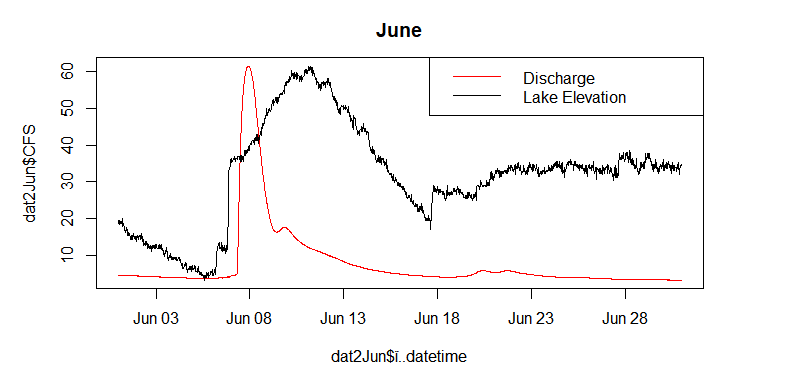 June
Discharge
Lake Elevation
60
50
40
30
20
10
dat2Jun$CFS
Jun 03
Jun 08
Jun 13
Jun 18
Jun 23
Jun 28
dat2Jun$ï..datetime